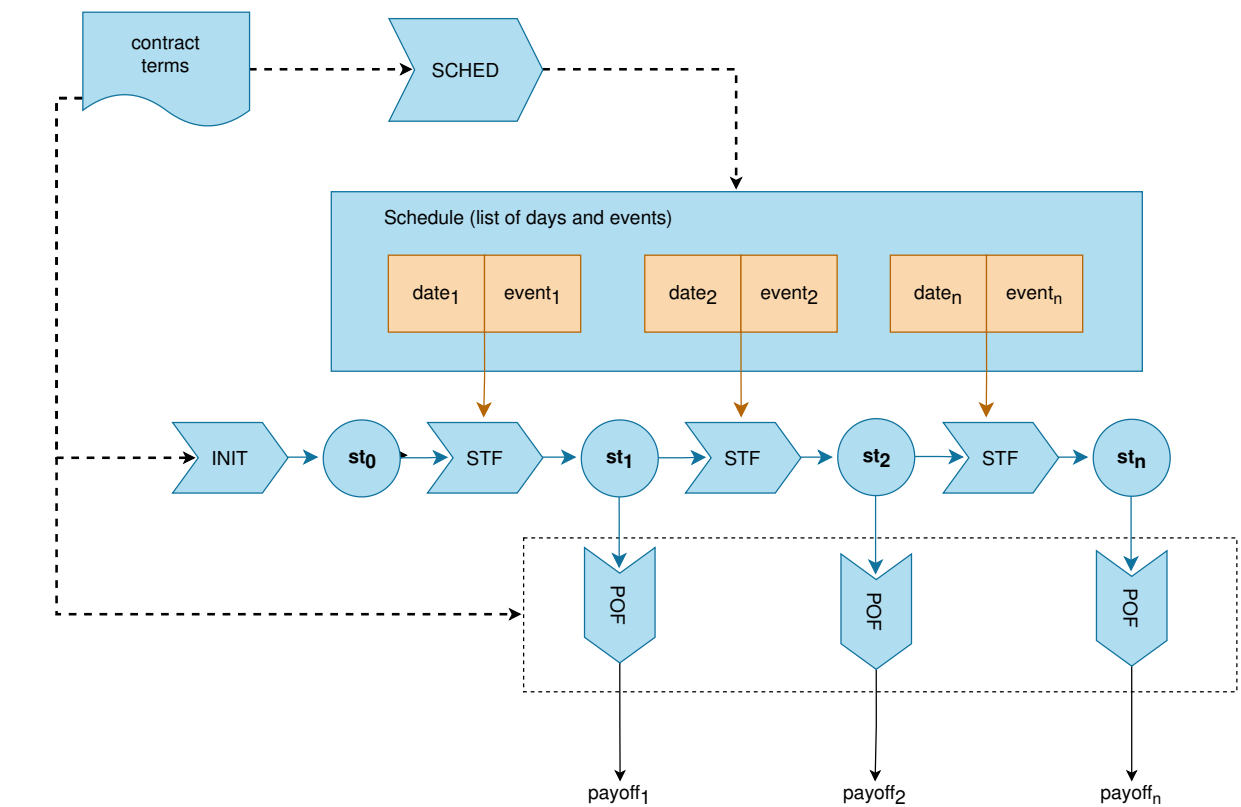 contract
terms
SCHED
Schedule (list of days and events)
date1 event1 date2 event2 daten eventn
INIT st0 STF st1 STF st2 STF stn
POF POF POF
payoff1 payoff2 payoffn